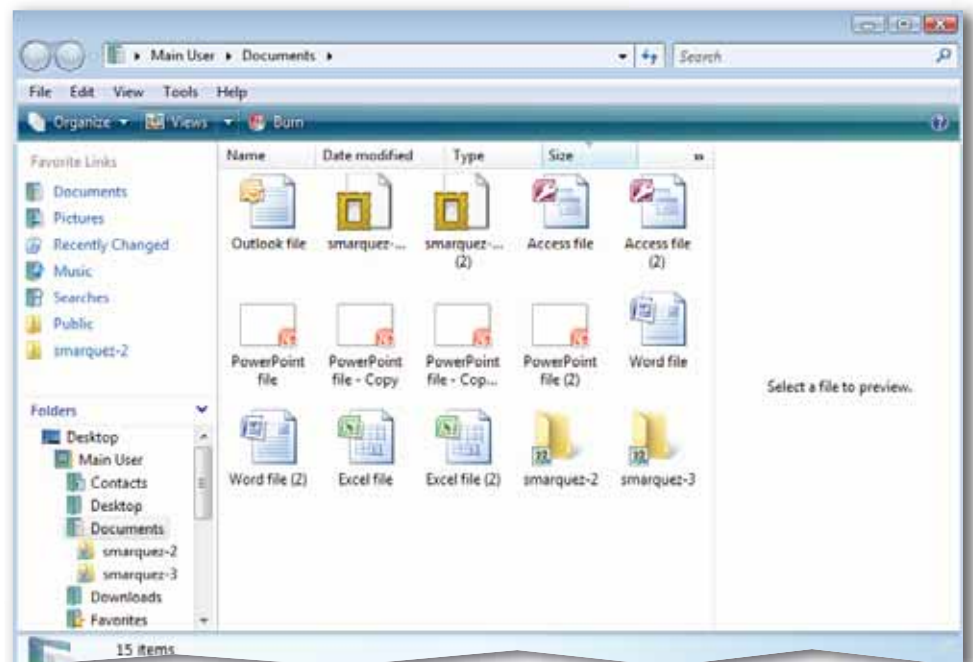 Main User Documents
Search
File Edit View Tools Help
Organize Views Burn
Favorite Links
Documents
Pictures
Recently Changed
Music
Searches
Public
smarquez-2
Folders
Desktop
Main User
Contacts
Desktop
Documents
smarquez-2
smarquez-3
Downloads
Favorites
Name Date modified Type Size »
Outlook file smarquez-... smarquez-... Access file Access file
(2) (2)
PowerPoint PowerPoint PowerPoint PowerPoint Word file
file file - Copy file - Cop... file (2)
Word file (2) Excel file Excel file (2) smarquez-2 smarquez-3
Select a file to preview.
15 items